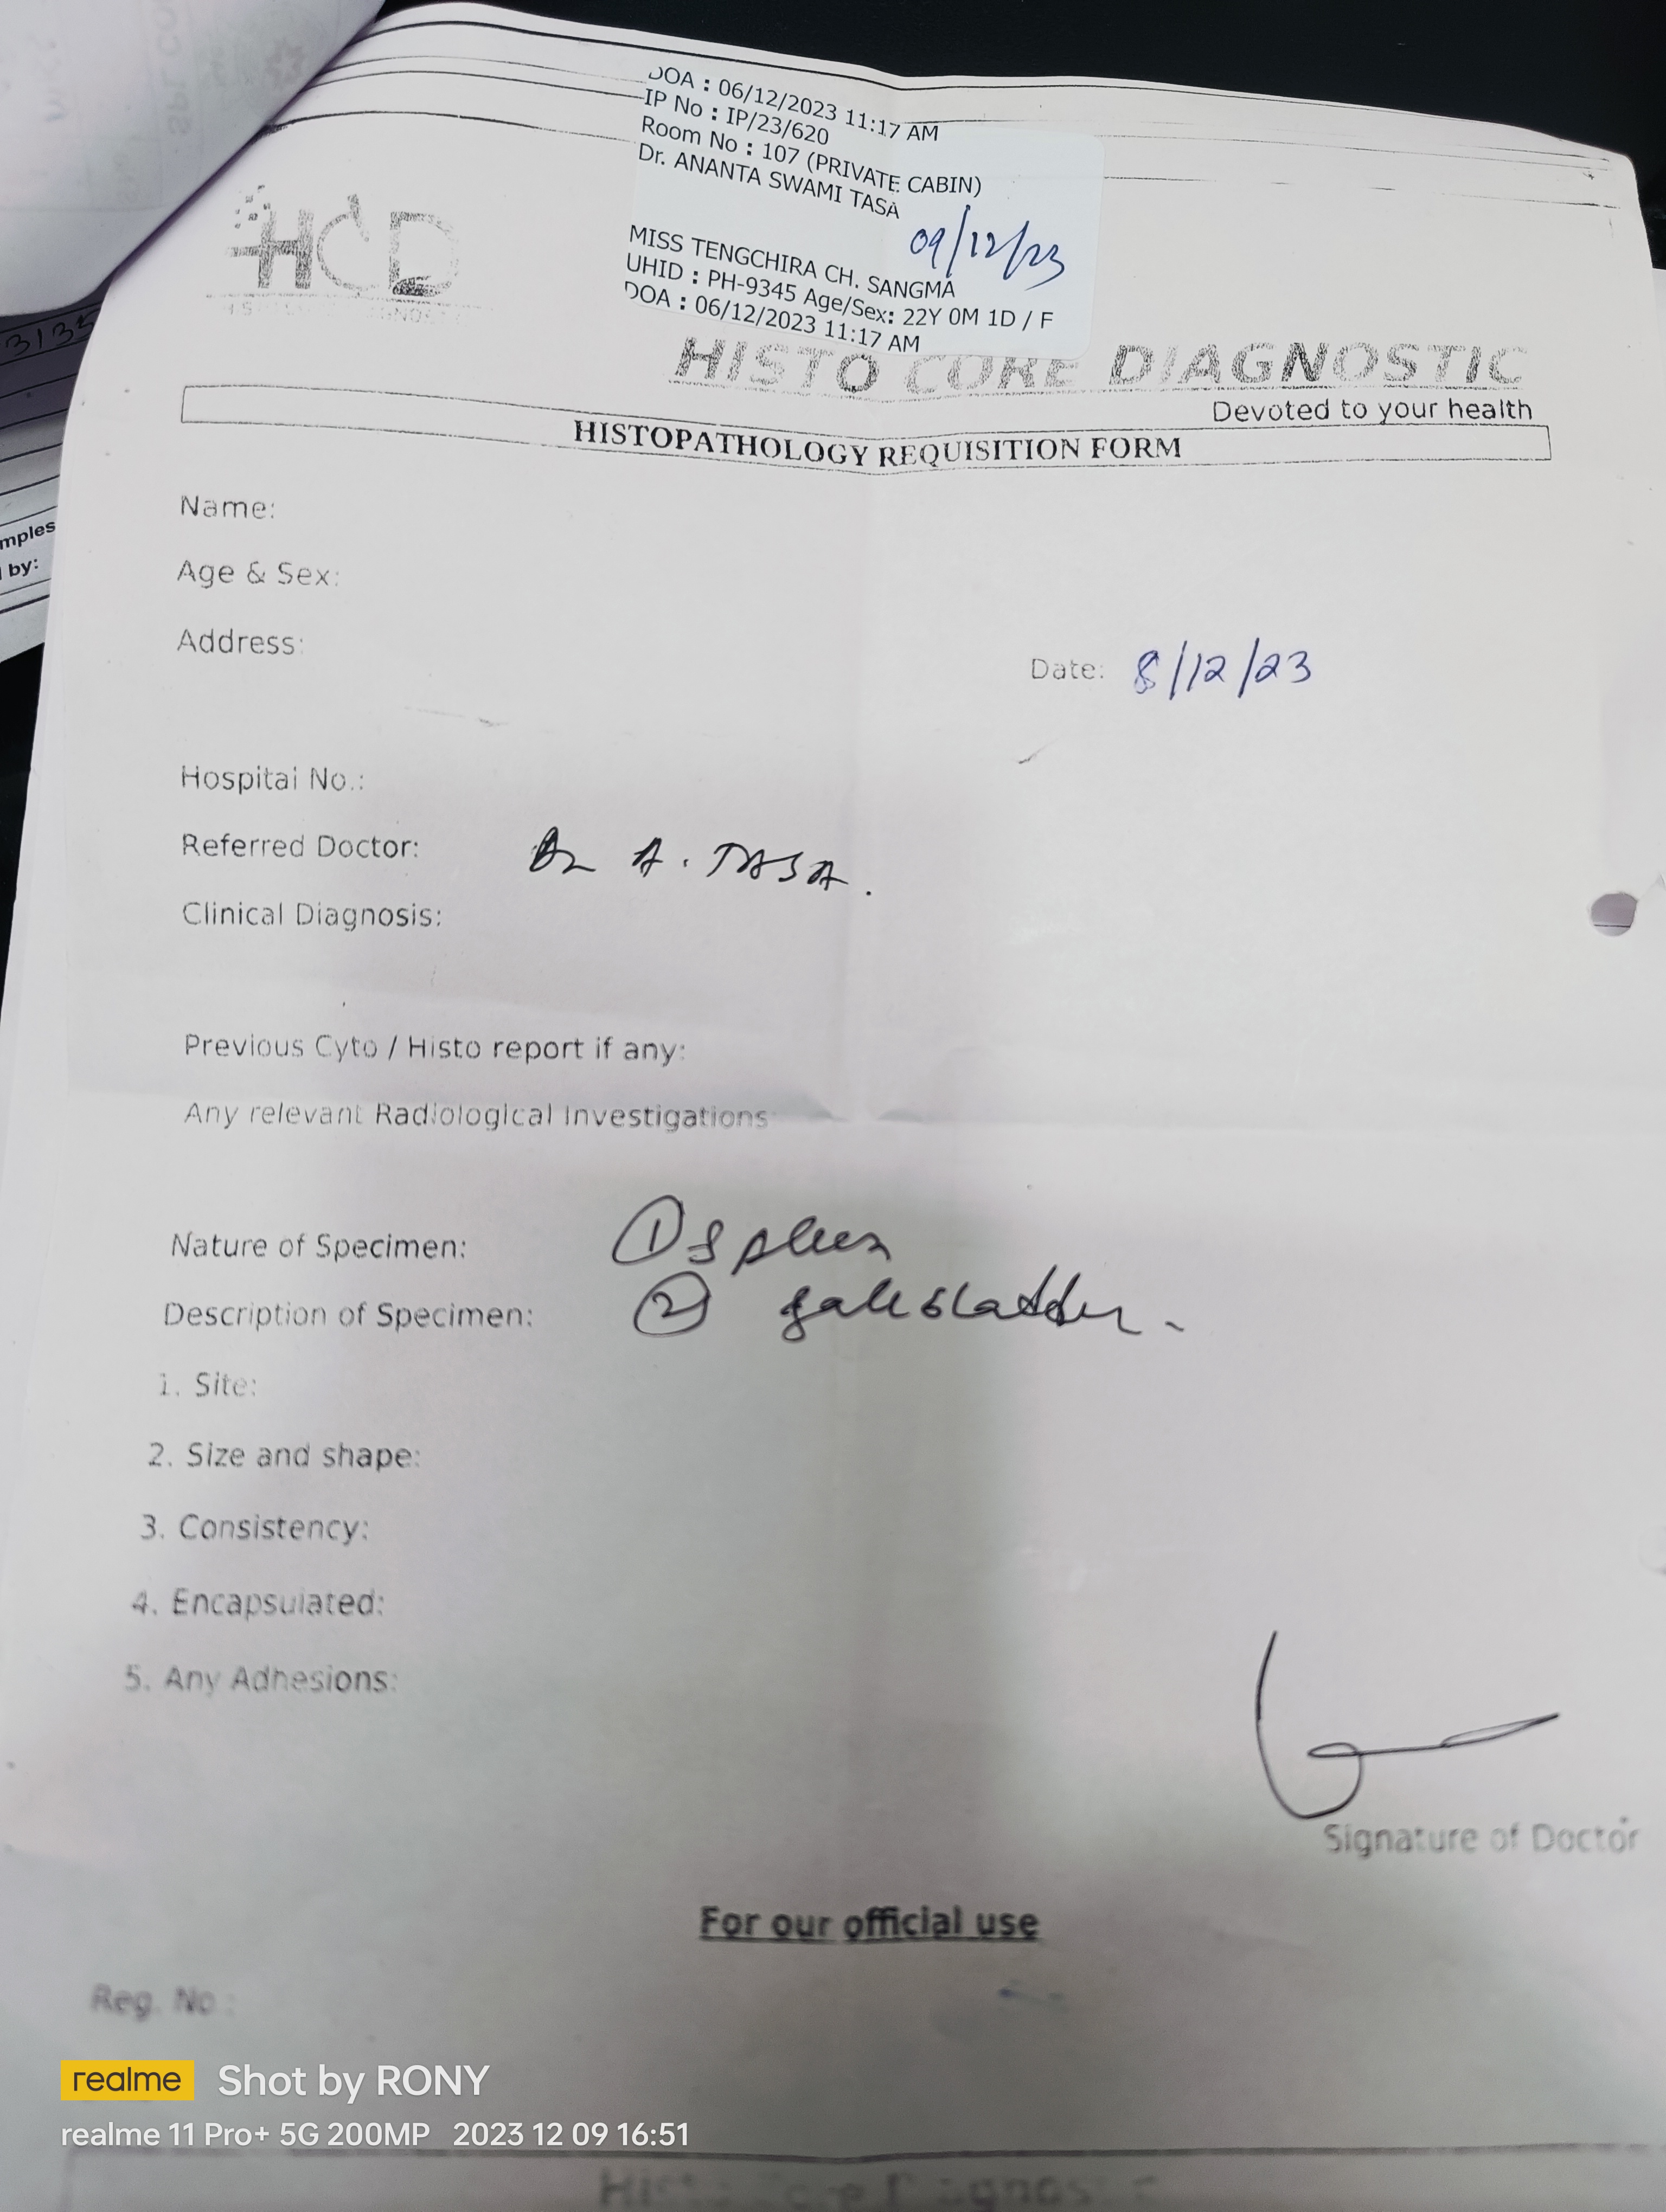 DOA : 06/12/2023 11:17 AM
IP No : IP/23/620
Room No : 107 (PRIVATE CABIN)
Dr. ANANTA SWAMI TASA
09/12/23
MISS TENGCHIRA CH. SANGMA
UHID : PH-9345 Age/Sex: 22Y 0M 1D / F
DOA : 06/12/2023 11:17 AM
HCD
HISTO CORE DIAGNOSTIC
Devoted to your health
HISTOPATHOLOGY REQUISITION FORM
Name:
Age & Sex:
Address:
Date: 8/12/23
Hospital No.:
Referred Doctor: Dr A. TASA.
Clinical Diagnosis:
Previous Cyto / Histo report if any:
Any relevant Radiological Investigations
Nature of Specimen: ① Spleen
Description of Specimen: ② gallbladder.
1. Site:
2. Size and shape:
3. Consistency:
4. Encapsulated:
5. Any Adhesions:
Signature of Doctor
For our official use
Reg. No :
mples
by:
3135
realme Shot by RONY
realme 11 Pro+ 5G 200MP 2023 12 09 16:51